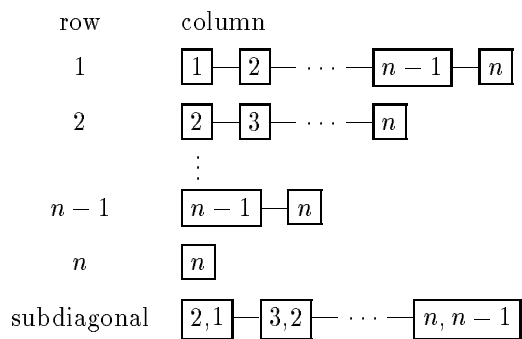 row column
1 1 2 ··· n − 1 n
2 2 3 ··· n
⋮
n − 1 n − 1 n
n n
subdiagonal 2,1 3,2 ··· n, n − 1